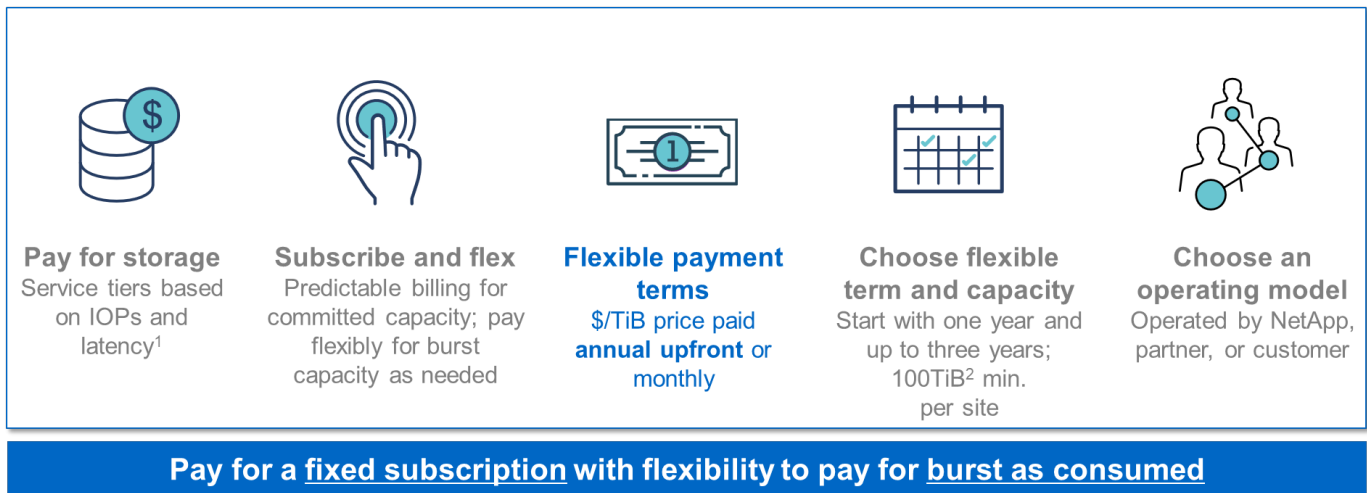 $
1
Pay for storage
Service tiers based
on IOPs and
latency¹
Subscribe and flex
Predictable billing for
committed capacity; pay
flexibly for burst
capacity as needed
Flexible payment
terms
$/TiB price paid
annual upfront or
monthly
Choose flexible
term and capacity
Start with one year and
up to three years;
100TiB² min.
per site
Choose an
operating model
Operated by NetApp,
partner, or customer
Pay for a fixed subscription with flexibility to pay for burst as consumed